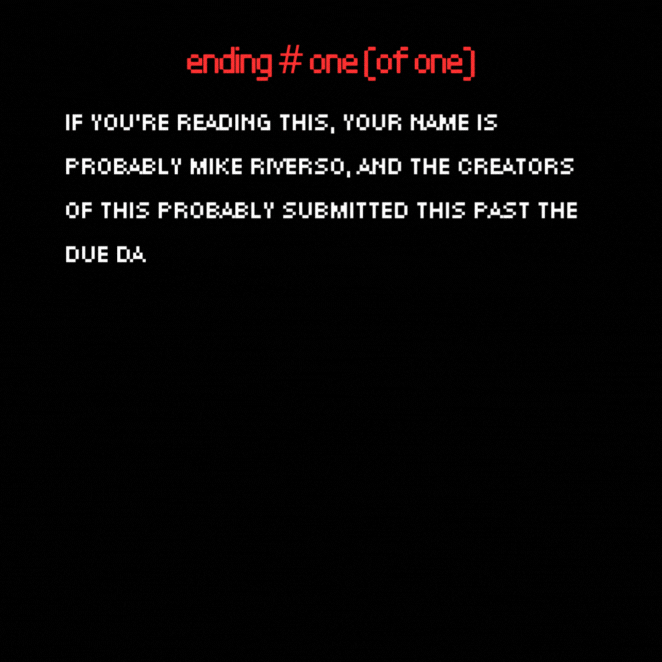 ending # one (of one)
IF YOU'RE READING THIS, YOUR NAME IS
PROBABLY MIKE RIVERSO, AND THE CREATORS
OF THIS PROBABLY SUBMITTED THIS PAST THE
DUE DA